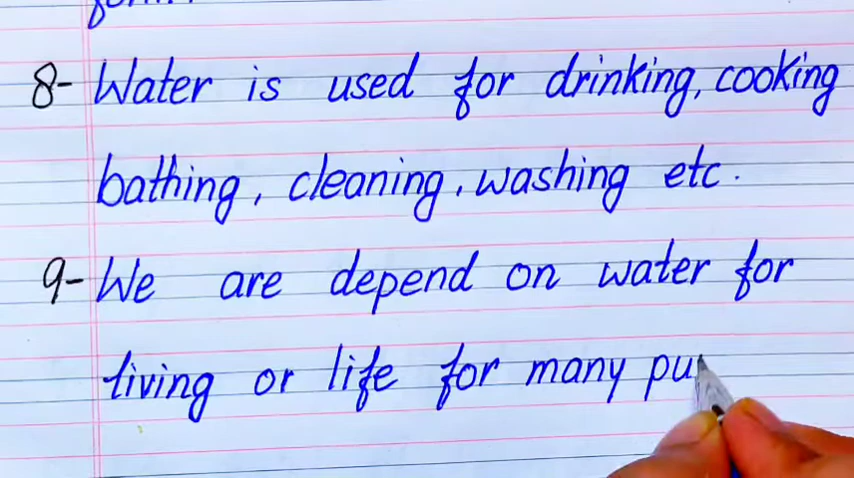 8- Water is used for drinking, cooking
bathing, cleaning, washing etc.
9- We are depend on water for
living or life for many pu